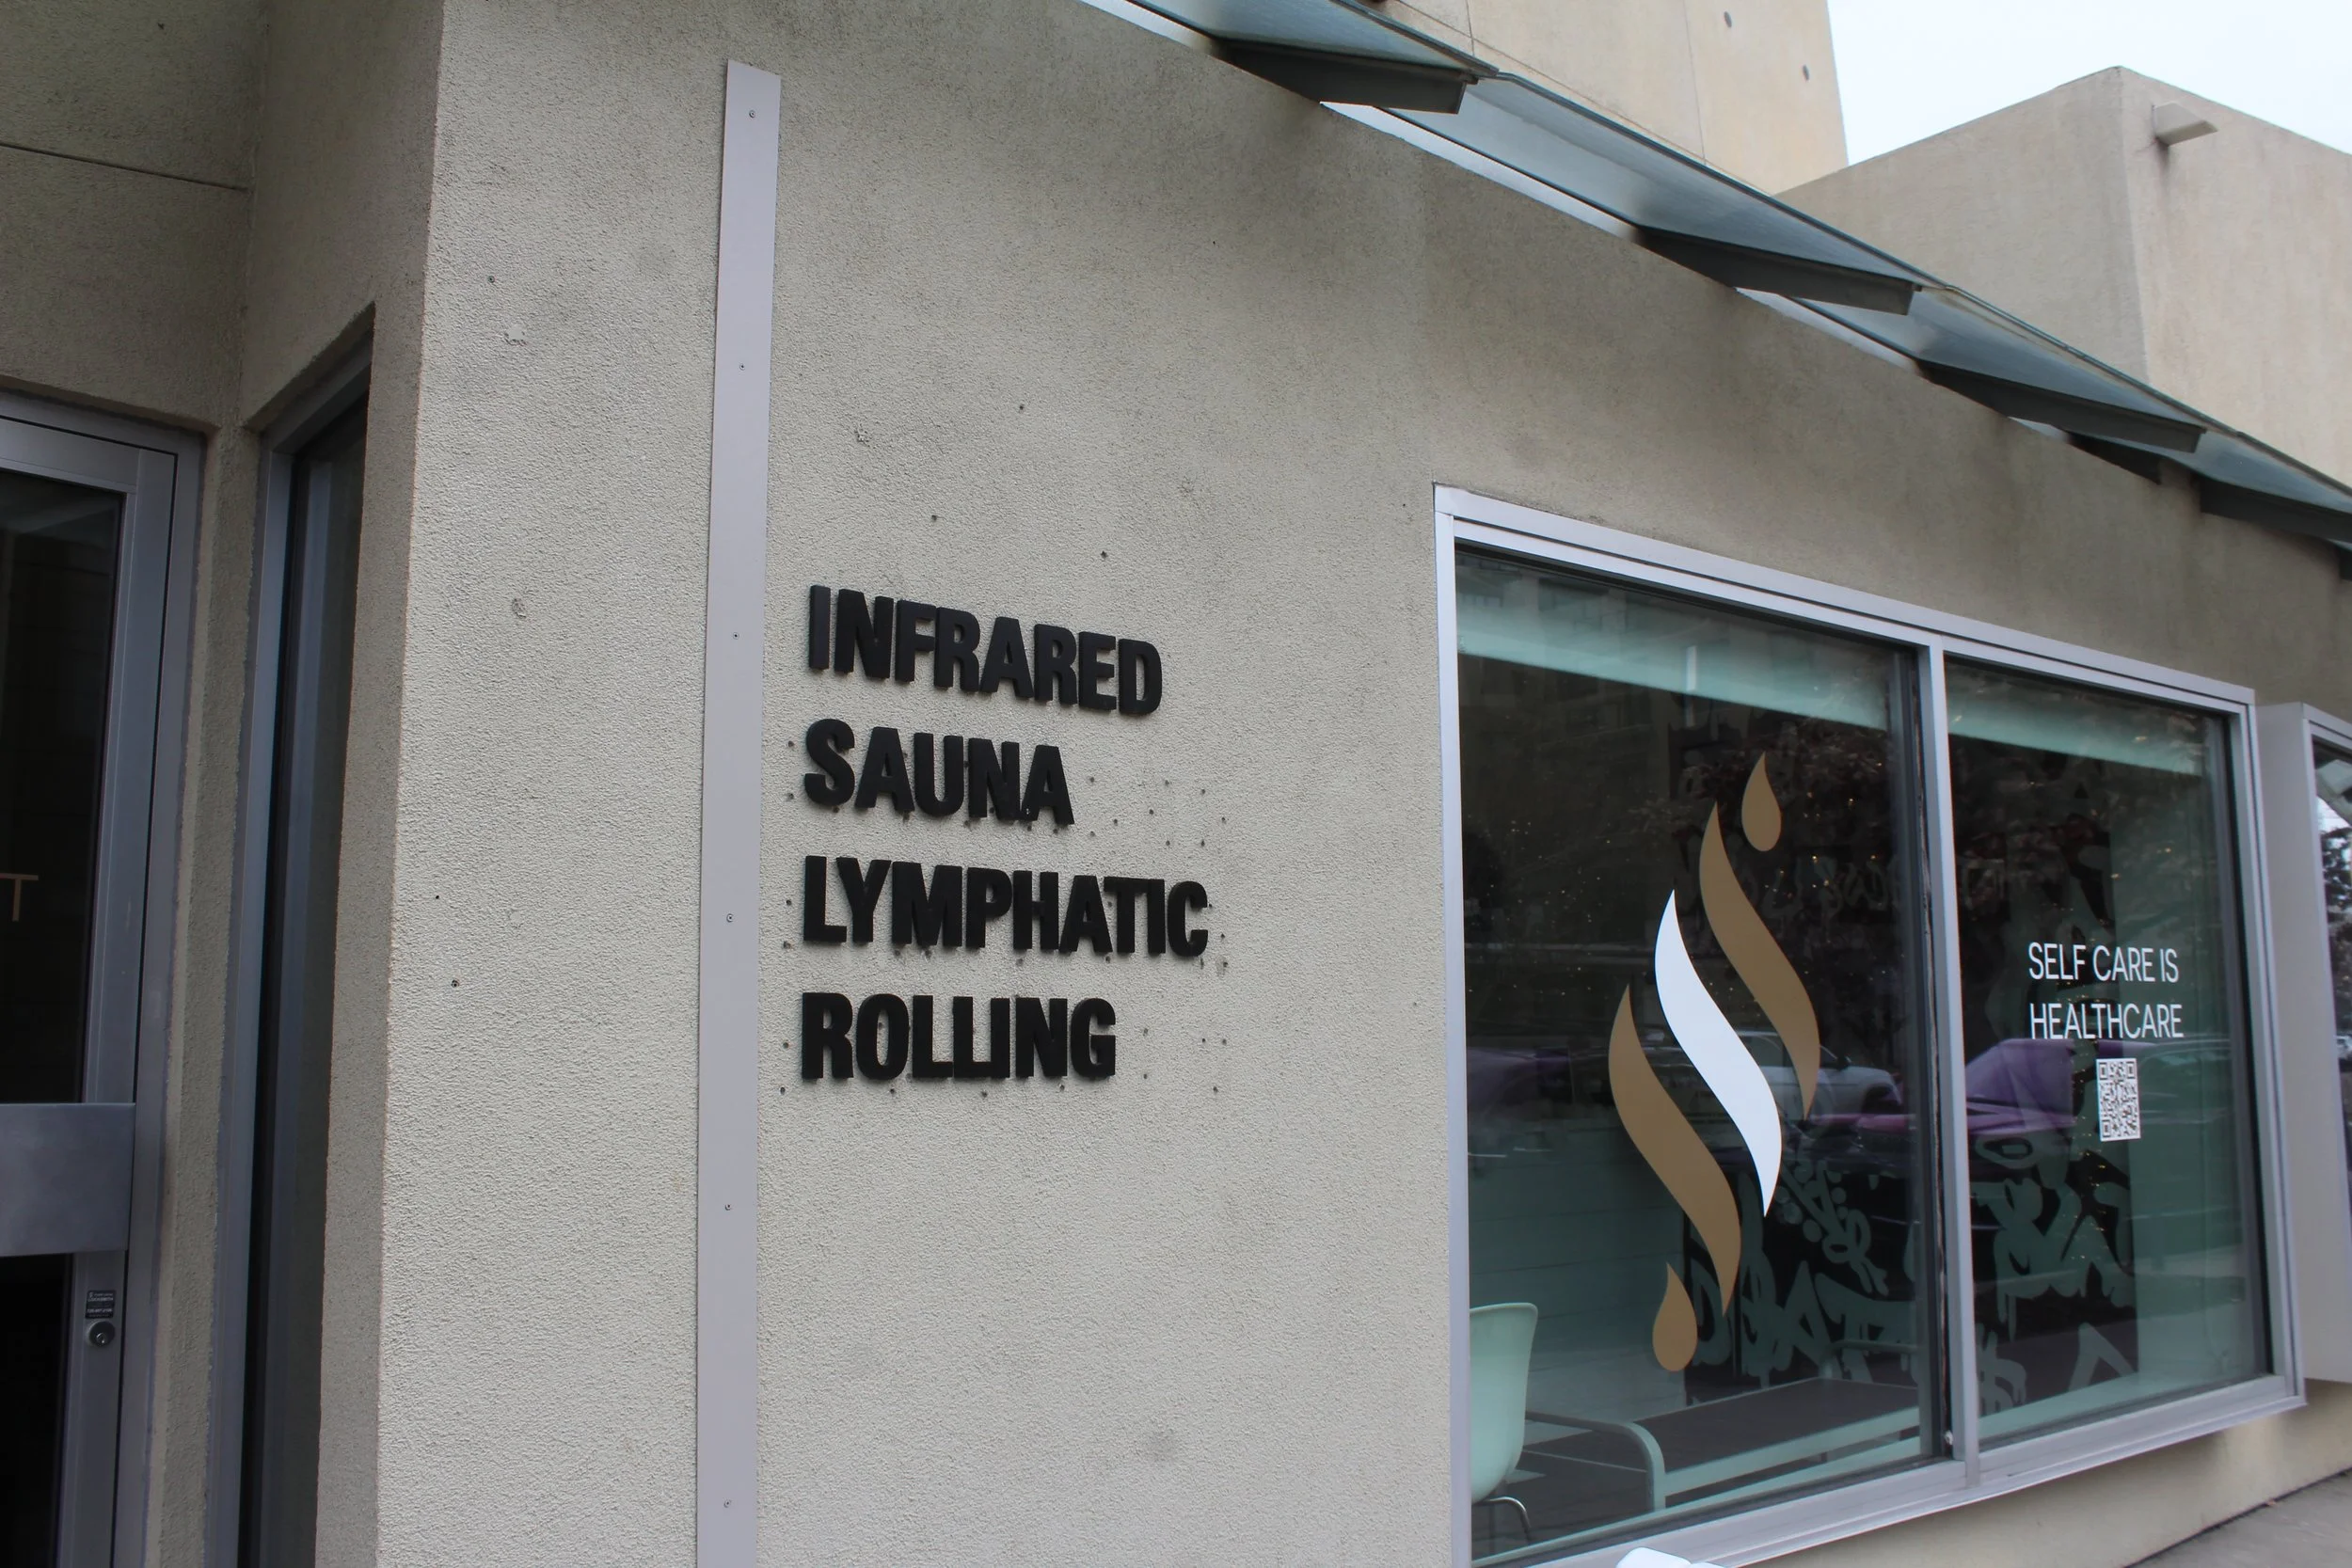 INFRARED
SAUNA
LYMPHATIC
ROLLING
SELF CARE IS
HEALTHCARE
T